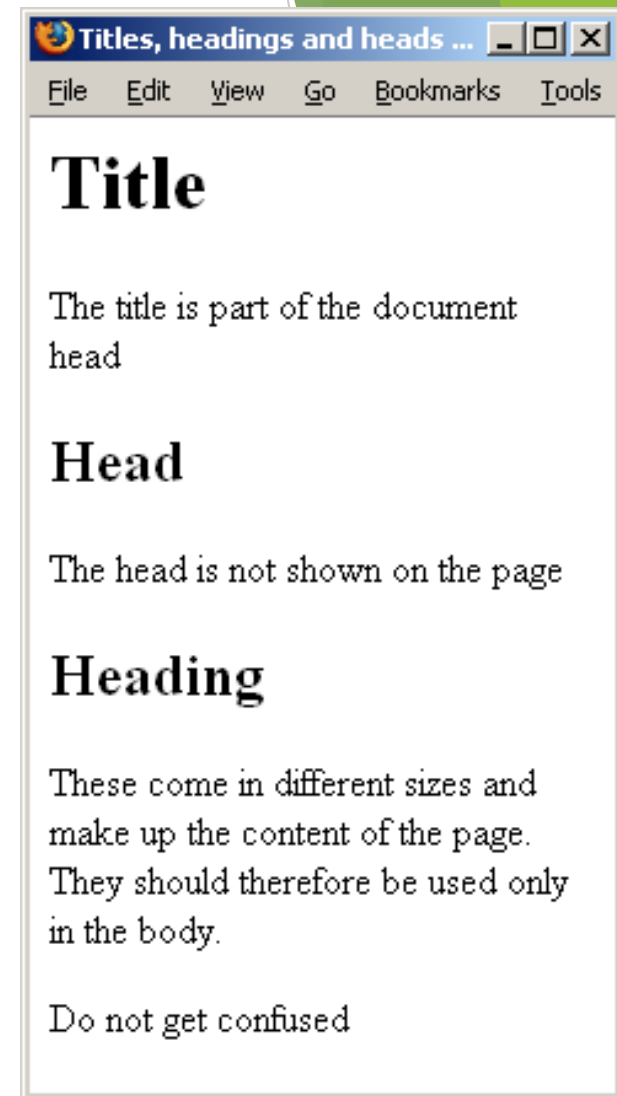 Titles, headings and heads ...
File Edit View Go Bookmarks Tools
Title
The title is part of the document
head
Head
The head is not shown on the page
Heading
These come in different sizes and
make up the content of the page.
They should therefore be used only
in the body.
Do not get confused